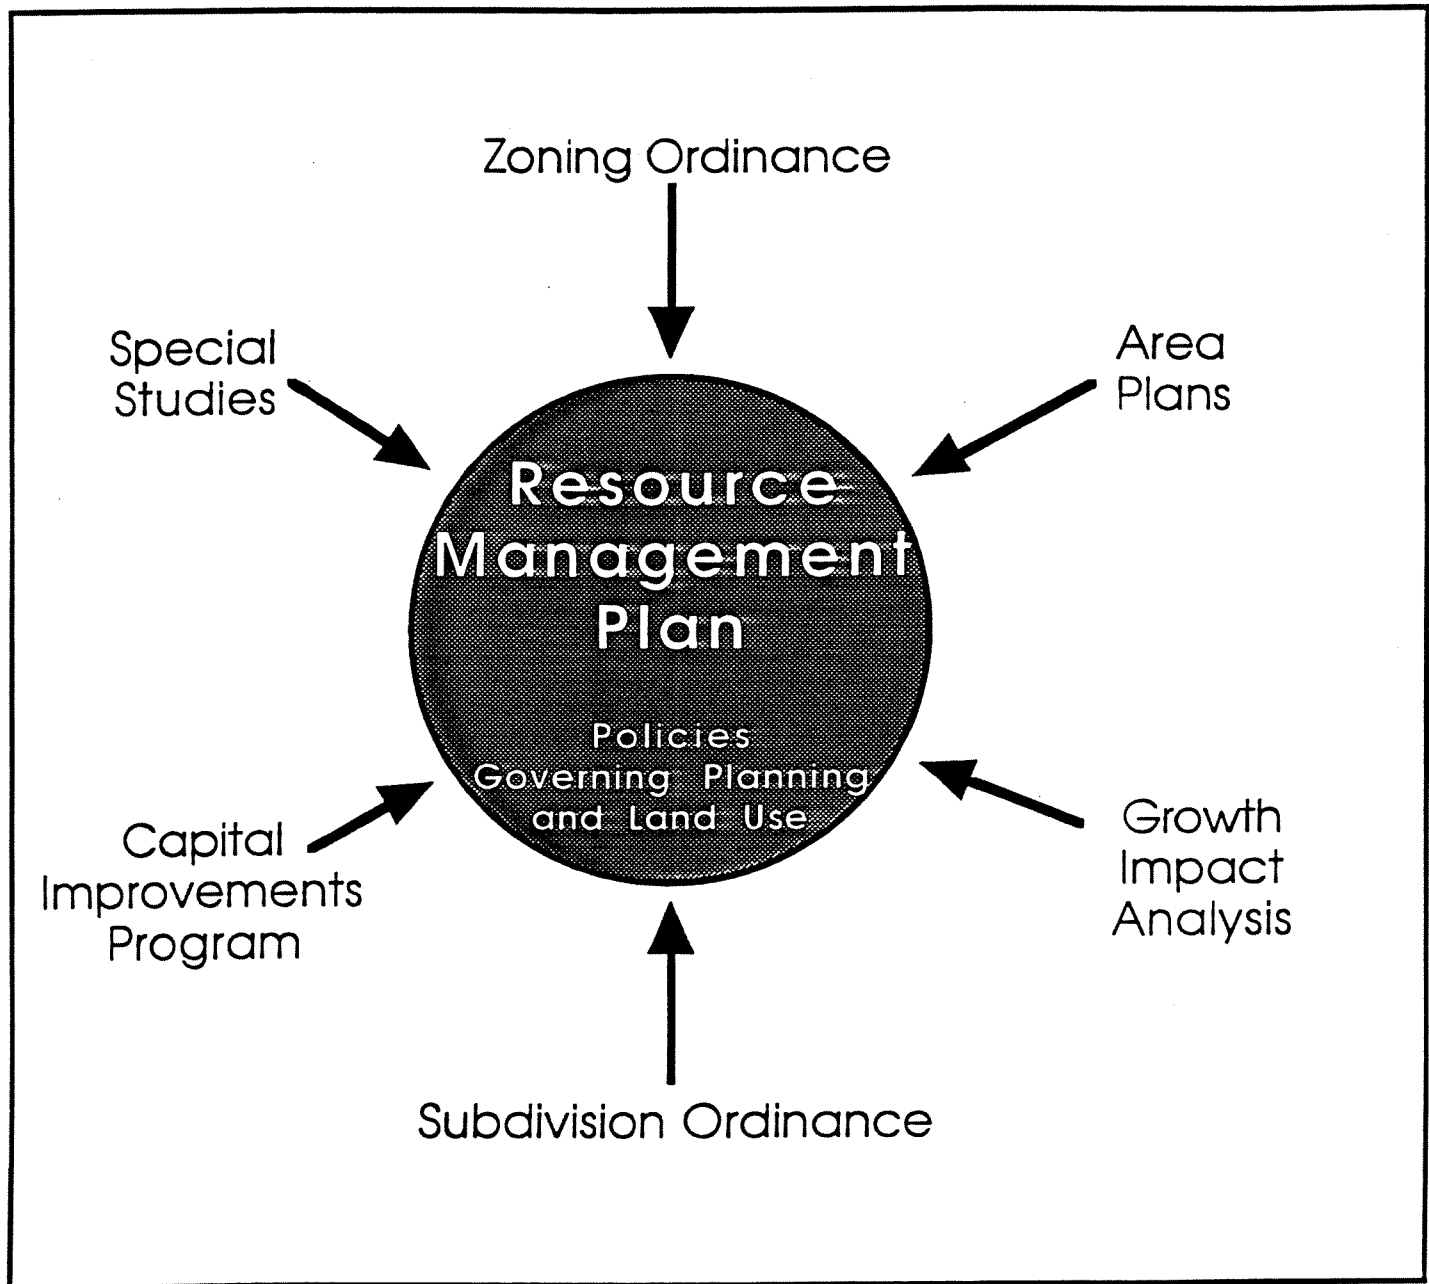 Zoning Ordinance
Special
Studies
Area
Plans
Resource
Management
Plan
Policies
Governing Planning
and Land Use
Capital
Improvements
Program
Growth
Impact
Analysis
Subdivision Ordinance